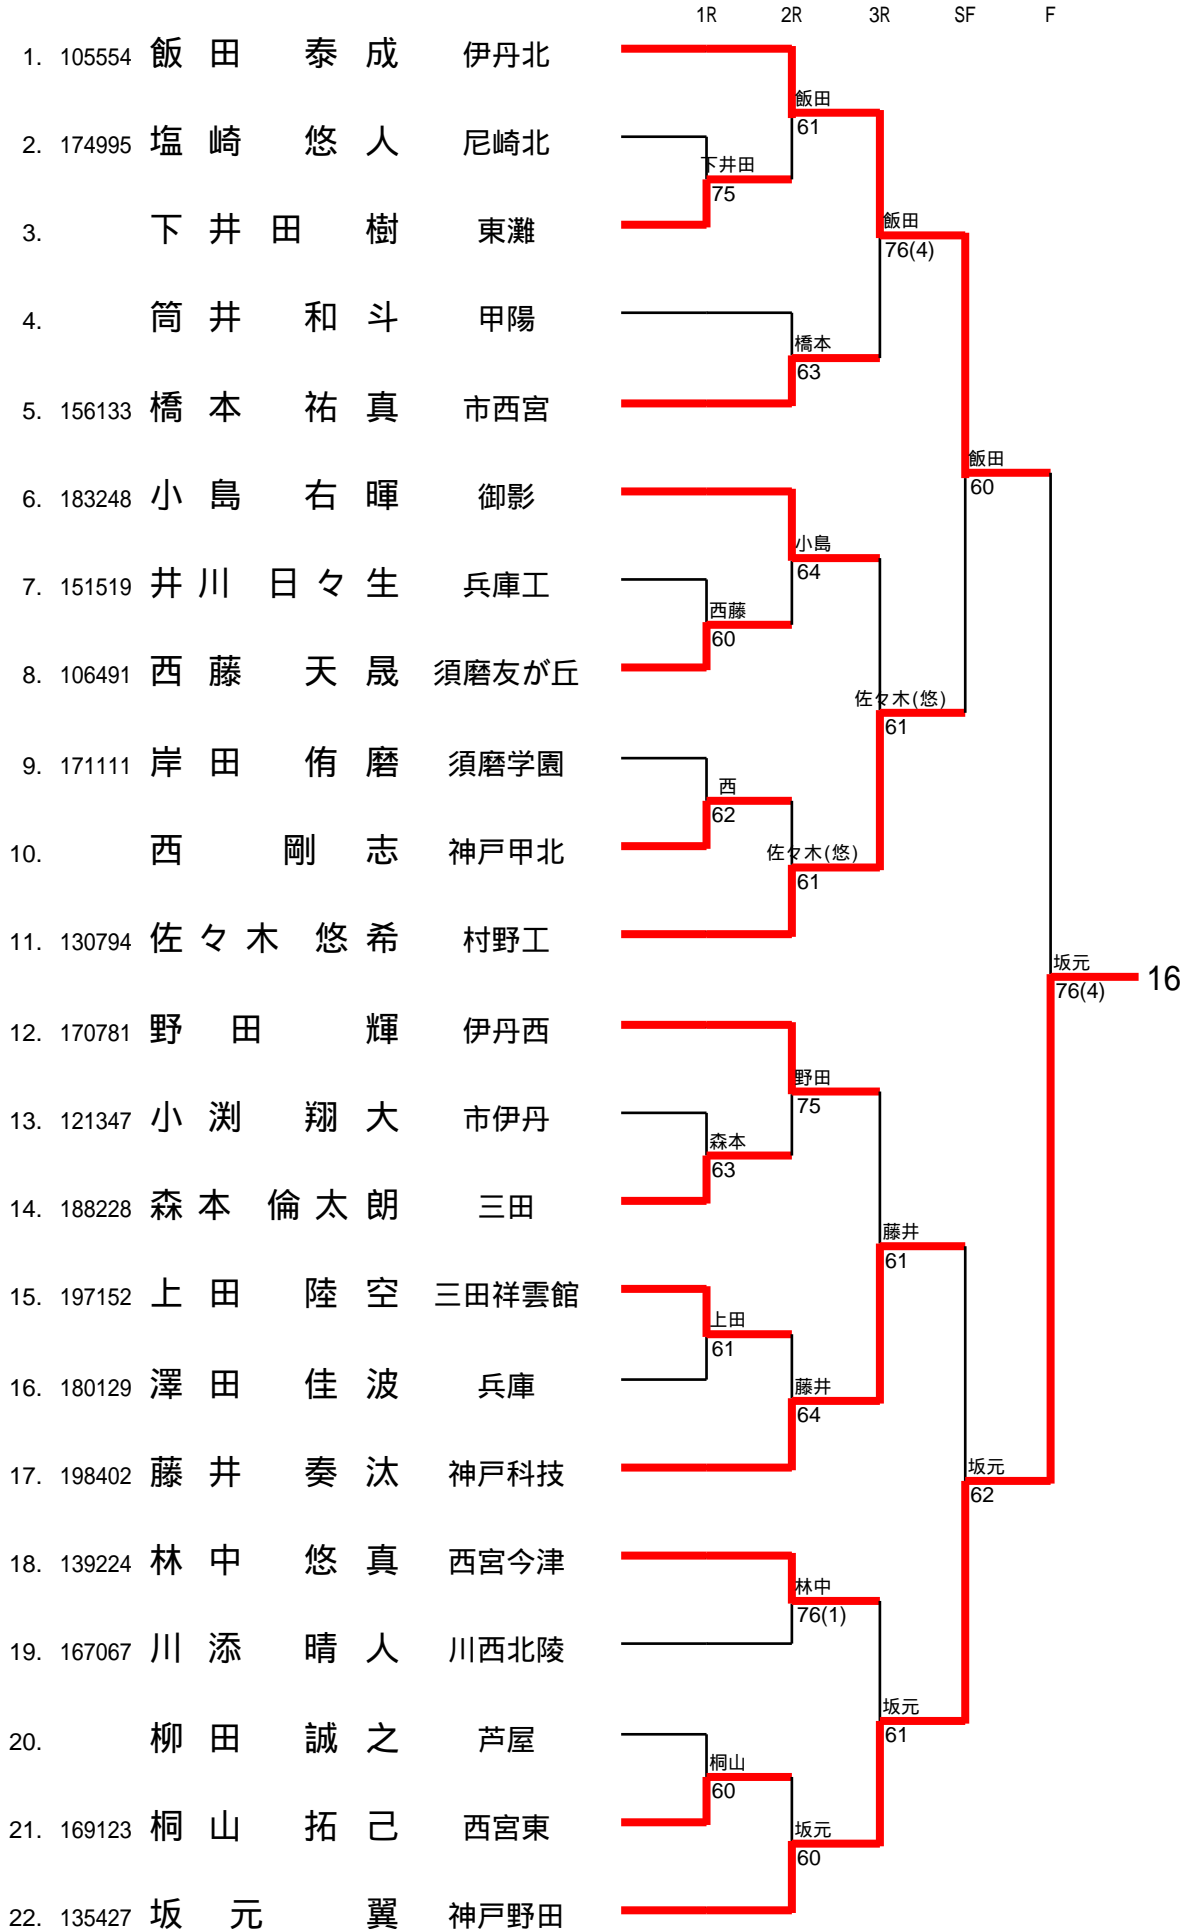 1R 2R 3R SF F
1. 105554 飯田 泰成 伊丹北
飯田
61
2. 174995 塩崎 悠人 尼崎北
下井田
75
3. 下井田 樹 東灘
飯田
76(4)
4. 筒井 和斗 甲陽
橋本
63
5. 156133 橋本 祐真 市西宮
飯田
60
6. 183248 小島 右暉 御影
小島
64
7. 151519 井川 日々生 兵庫工
西藤
60
8. 106491 西藤 天晟 須磨友が丘
佐々木(悠)
61
9. 171111 岸田 侑磨 須磨学園
西
62
10. 西 剛志 神戸甲北
佐々木(悠)
61
11. 130794 佐々木 悠希 村野工
坂元
76(4)
16
12. 170781 野田 輝 伊丹西
野田
75
13. 121347 小渕 翔大 市伊丹
森本
63
14. 188228 森本 倫太朗 三田
藤井
61
15. 197152 上田 陸空 三田祥雲館
上田
61
16. 180129 澤田 佳波 兵庫
藤井
64
17. 198402 藤井 奏汰 神戸科技
坂元
62
18. 139224 林中 悠真 西宮今津
林中
76(1)
19. 167067 川添 晴人 川西北陵
坂元
61
20. 柳田 誠之 芦屋
桐山
60
21. 169123 桐山 拓己 西宮東
坂元
60
22. 135427 坂元 翼 神戸野田